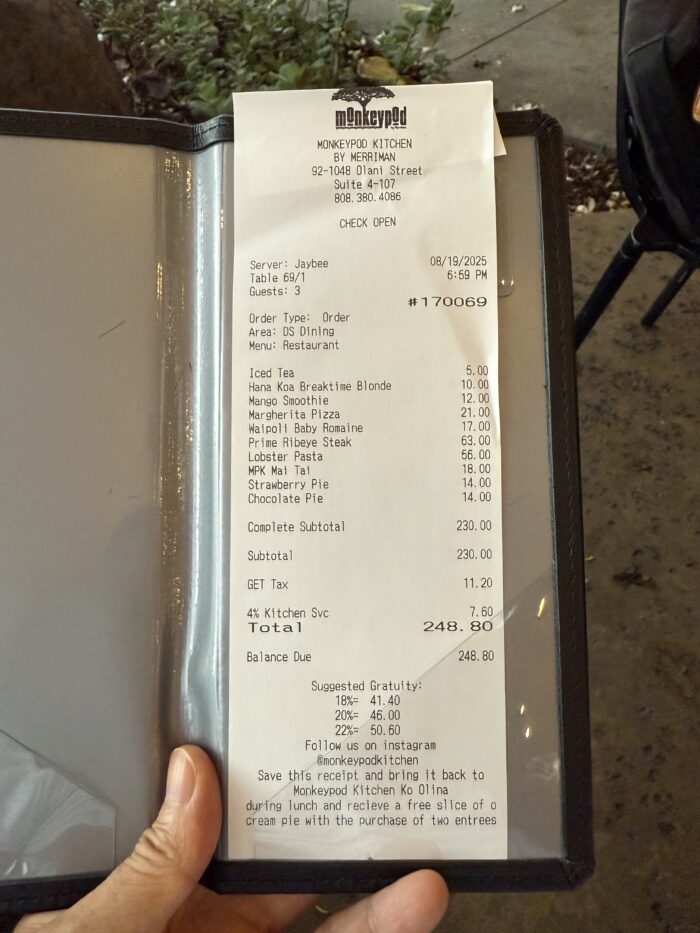 monkeypod
MONKEYPOD KITCHEN
BY MERRIMAN
92-1048 Olani Street
Suite 4-107
808.380.4086
CHECK OPEN
Server: Jaybee 08/19/2025
Table 69/1 6:59 PM
Guests: 3
#170069
Order Type: Order
Area: DS Dining
Menu: Restaurant
Iced Tea 5.00
Hana Koa Breaktime Blonde 10.00
Mango Smoothie 12.00
Margherita Pizza 21.00
Waipoli Baby Romaine 17.00
Prime Ribeye Steak 63.00
Lobster Pasta 56.00
MPK Mai Tai 18.00
Strawberry Pie 14.00
Chocolate Pie 14.00
Complete Subtotal 230.00
Subtotal 230.00
GET Tax 11.20
4% Kitchen Svc 7.60
Total 248.80
Balance Due 248.80
Suggested Gratuity:
18%= 41.40
20%= 46.00
22%= 50.60
Follow us on instagram
@monkeypodkitchen
Save this receipt and bring it back to
Monkeypod Kitchen Ko Olina
during lunch and recieve a free slice of o
cream pie with the purchase of two entrees